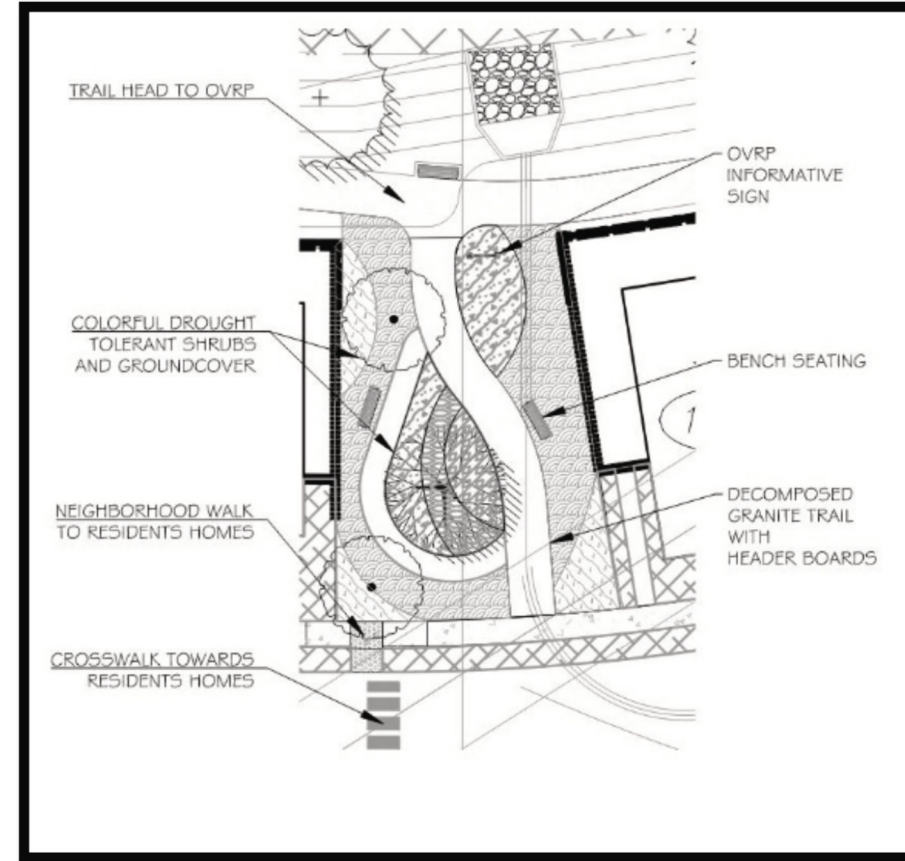 TRAIL HEAD TO OVRP
OVRP
INFORMATIVE
SIGN
COLORFUL DROUGHT
TOLERANT SHRUBS
AND GROUNDCOVER
BENCH SEATING
NEIGHBORHOOD WALK
TO RESIDENTS HOMES
DECOMPOSED
GRANITE TRAIL
WITH
HEADER BOARDS
CROSSWALK TOWARDS
RESIDENTS HOMES